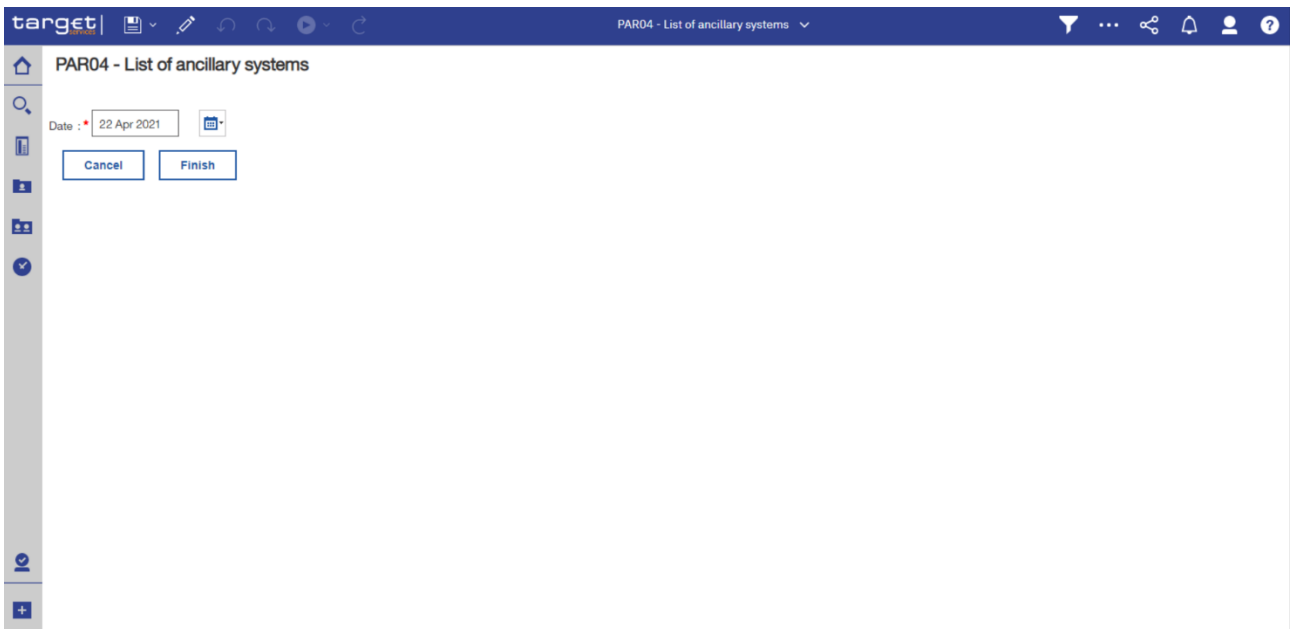 target|
services
PAR04 - List of ancillary systems
?
PAR04 - List of ancillary systems
Date :* 22 Apr 2021
Cancel Finish